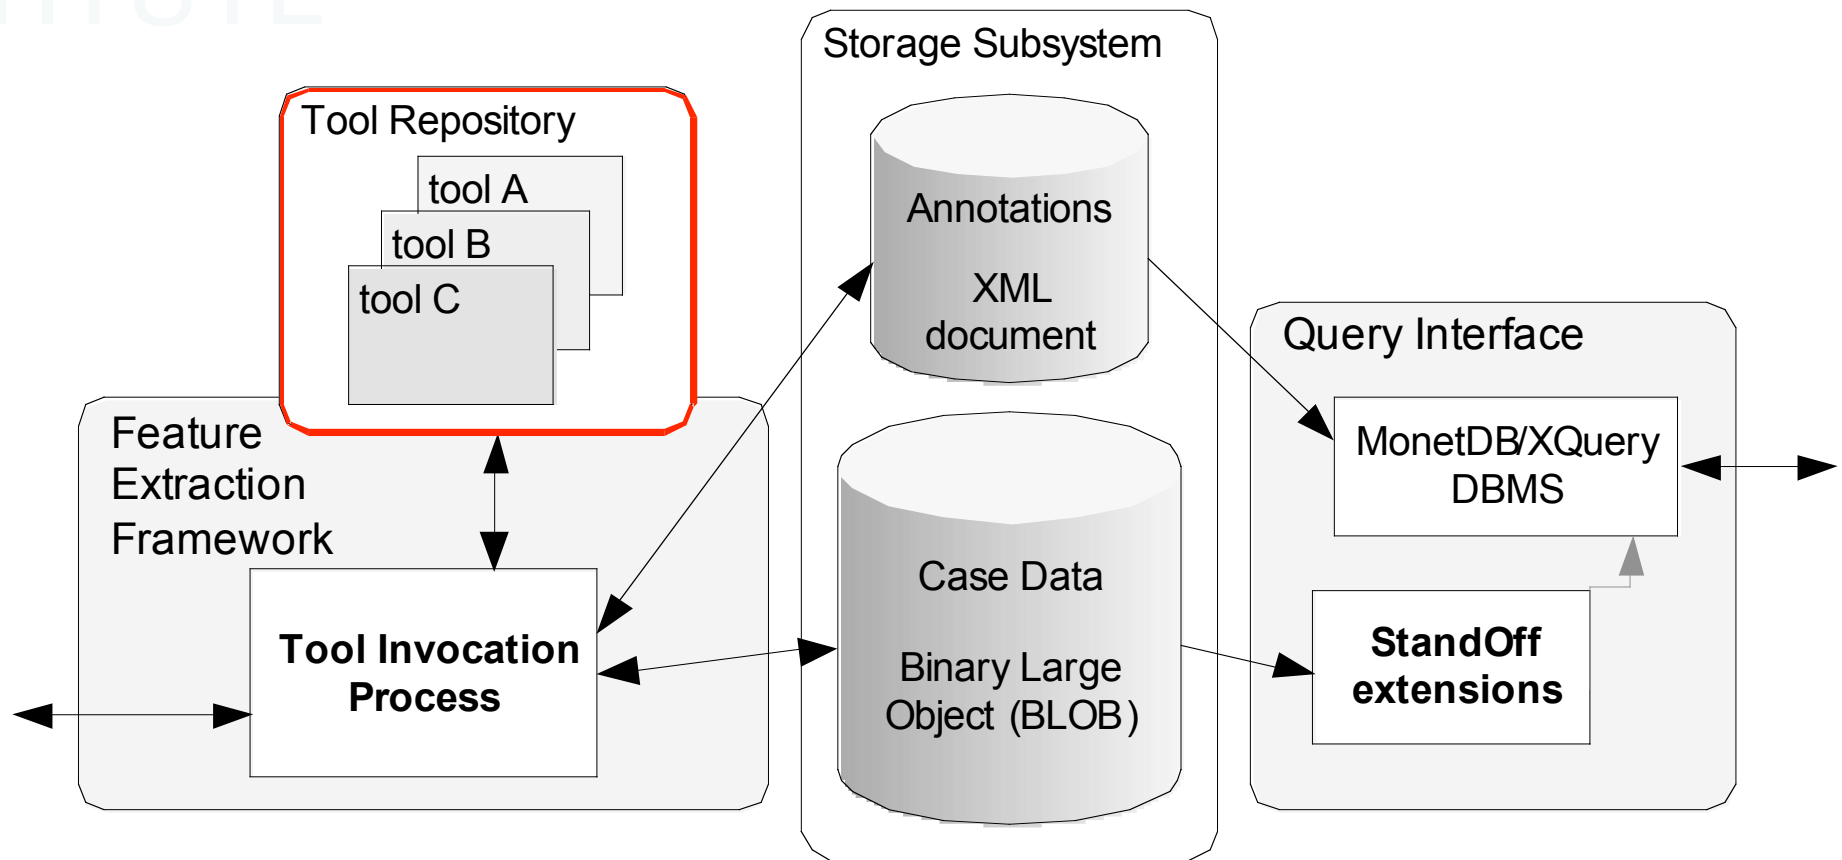 Storage Subsystem
Tool Repository
tool A
tool B
tool C
Annotations
XML
document
Query Interface
Feature
Extraction
Framework
MonetDB/XQuery
DBMS
Case Data
Tool Invocation
Process
Binary Large
Object (BLOB)
StandOff
extensions